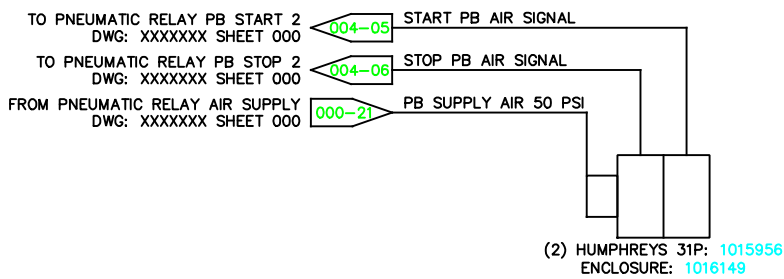 TO PNEUMATIC RELAY PB START 2
DWG: XXXXXXX SHEET 000
004-05
START PB AIR SIGNAL
TO PNEUMATIC RELAY PB STOP 2
DWG: XXXXXXX SHEET 000
004-06
STOP PB AIR SIGNAL
FROM PNEUMATIC RELAY AIR SUPPLY
DWG: XXXXXXX SHEET 000
000-21
PB SUPPLY AIR 50 PSI
(2) HUMPHREYS 31P: 1015956
ENCLOSURE: 1016149